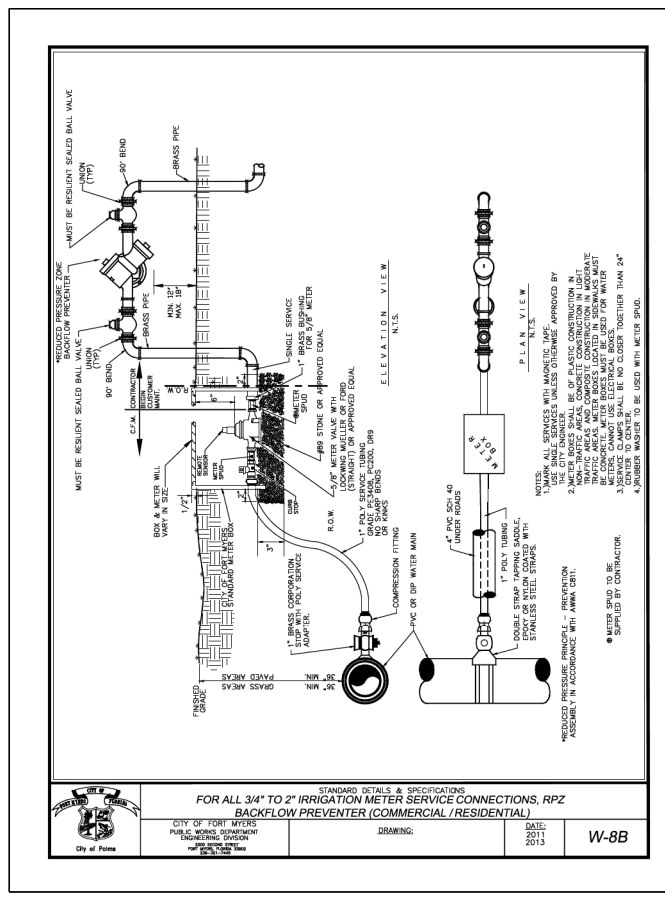 MUST BE RESILIENT SEALED BALL VALVE
*REDUCED PRESSURE ZONE
BACKFLOW PREVENTER
MUST BE RESILIENT SEALED BALL VALVE
UNION
(TYP)
90° BEND
BRASS PIPE
UNION
(TYP)
90° BEND
BRASS PIPE
MIN. 12"
MAX. 18"
C.F.M.
CONTRACTOR
BEGIN
CUSTOMER
MAINT.
R.O.W.
6"
2"
SINGLE SERVICE
1" BRASS BUSHING
FOR 5/8" METER
⊕METER
SPUD
#89 STONE OR APPROVED EQUAL
5/8" METER VALVE WITH
LOCKWING MUELLER OR FORD
(STRAIGHT) OR APPROVED EQUAL
R.O.W.
1" POLY SERVICE TUBING
GRADE PE3408, PC200, DR9
NO SHARP BENDS
OR KINKS
BOX & METER WILL
VARY IN SIZE
REMOTE
SENSOR
METER
SPUD
CURB
STOP
1/2"
2"
3"
CITY OF FORT MYERS
STANDARD METER BOX
1" BRASS CORPORATION
STOP WITH POLY SERVICE
ADAPTER.
COMPRESSION FITTING
PVC OR DIP WATER MAIN
FINISHED
GRADE
36" MIN. GRASS AREAS
36" MIN. PAVED AREAS
ELEVATION VIEW
N.T.S.
PLAN VIEW
N.T.S.
METER
BOX
4" PVC SCH 40
UNDER ROADS
1" POLY TUBING
DOUBLE STRAP TAPPING SADDLE,
EPOXY OR NYLON COATED WITH
STANLESS STEEL STRAPS.
NOTES:
1.)MARK ALL SERVICES WITH MAGNETIC TAPE.
USE SINGLE SERVICES UNLESS OTHERWISE APPROVED BY
THE CITY ENGINEER.
2.)METER BOXES SHALL BE OF PLASTIC CONSTRUCTION IN
NON-TRAFFIC AREAS, CONCRETE CONSTRUCTION IN LIGHT
TRAFFIC AREAS AND COMPOSITE CONSTRUCTION IN MODERATE
TRAFFIC AREAS. METER BOXES LOCATED IN SIDEWALKS MUST
BE CONCRETE. METER BOXES MUST BE USED FOR WATER
METERS, CANNOT USE ELECTRICAL BOXES.
3.)SERVICE CLAMPS SHALL BE NO CLOSER TOGETHER THAN 24"
CENTER TO CENTER.
4.)RUBBER WASHER TO BE USED WITH METER SPUD.
*REDUCED PRESSURE PRINCIPLE - PREVENTION
ASSEMBLY IN ACCORDANCE WITH AWWA C811.
⊕ METER SPUD TO BE
SUPPLIED BY CONTRACTOR.
CITY OF
FORT MYERS FLORIDA
City of Palms
STANDARD DETAILS & SPECIFICATIONS
FOR ALL 3/4" TO 2" IRRIGATION METER SERVICE CONNECTIONS, RPZ
BACKFLOW PREVENTER (COMMERCIAL / RESIDENTIAL)
CITY OF FORT MYERS
PUBLIC WORKS DEPARTMENT
ENGINEERING DIVISION
2200 SECOND STREET
FORT MYERS, FLORIDA 33902
239-321-7445
DRAWING:
DATE:
2011
2013
W-8B